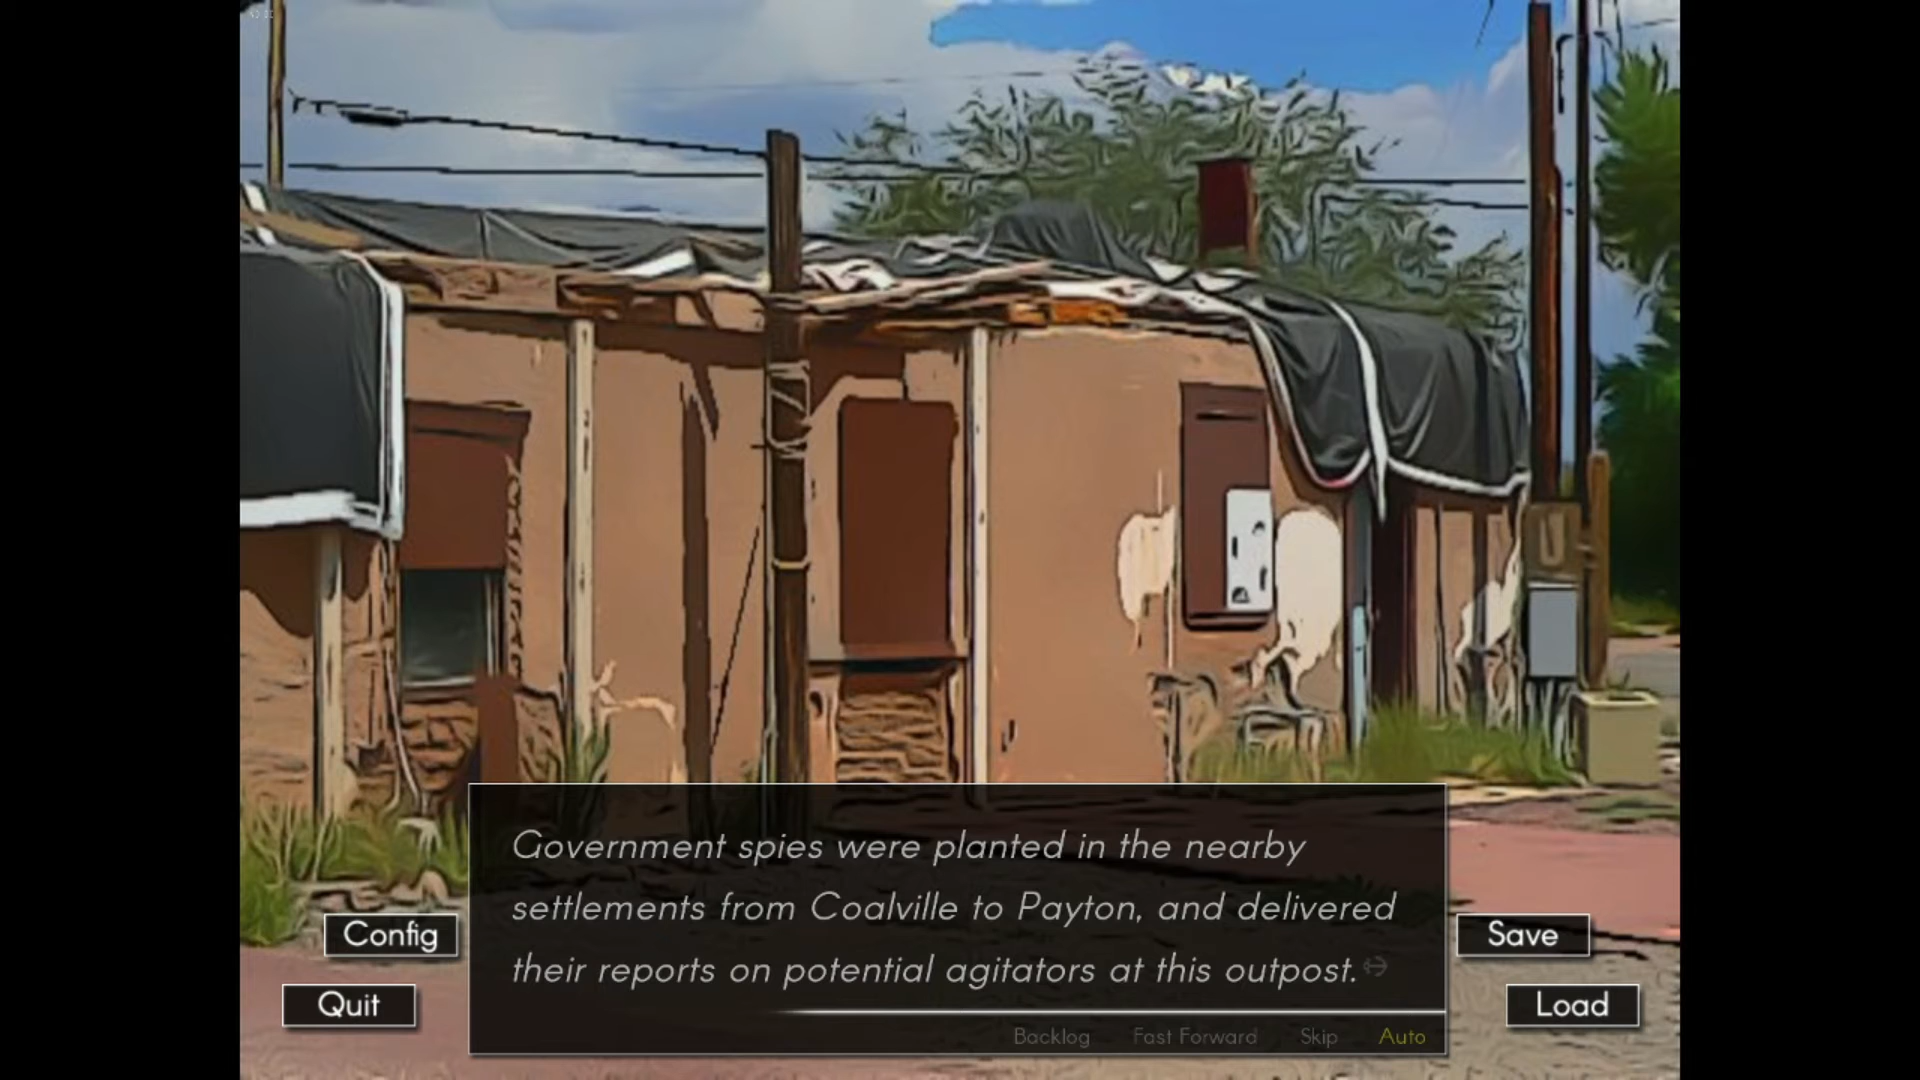 Government spies were planted in the nearby
settlements from Coalville to Payton, and delivered
their reports on potential agitators at this outpost.
Config
Save
Quit
Load
Backlog Fast Forward Skip Auto